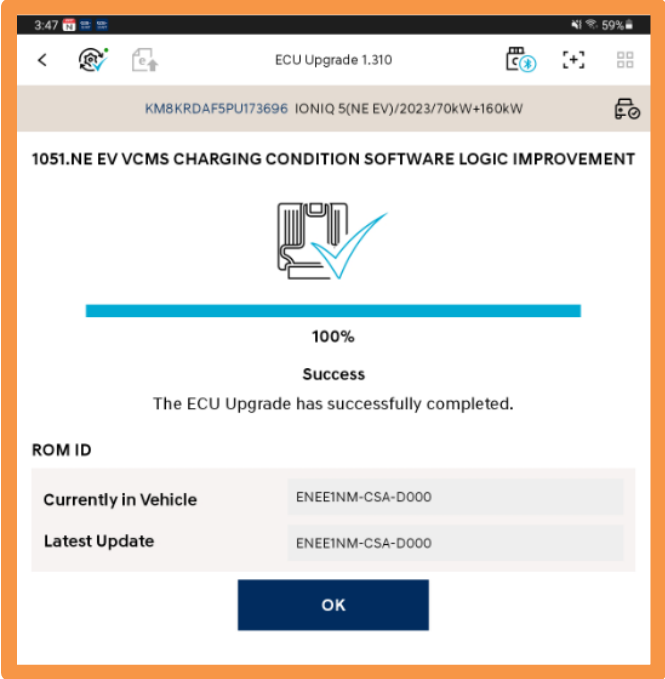 3:47 59%
ECU Upgrade 1.310
KM8KRDAF5PU173696 IONIQ 5(NE EV)/2023/70kW+160kW
1051.NE EV VCMS CHARGING CONDITION SOFTWARE LOGIC IMPROVEMENT
100%
Success
The ECU Upgrade has successfully completed.
ROM ID
Currently in Vehicle ENEE1NM-CSA-D000
Latest Update ENEE1NM-CSA-D000
OK